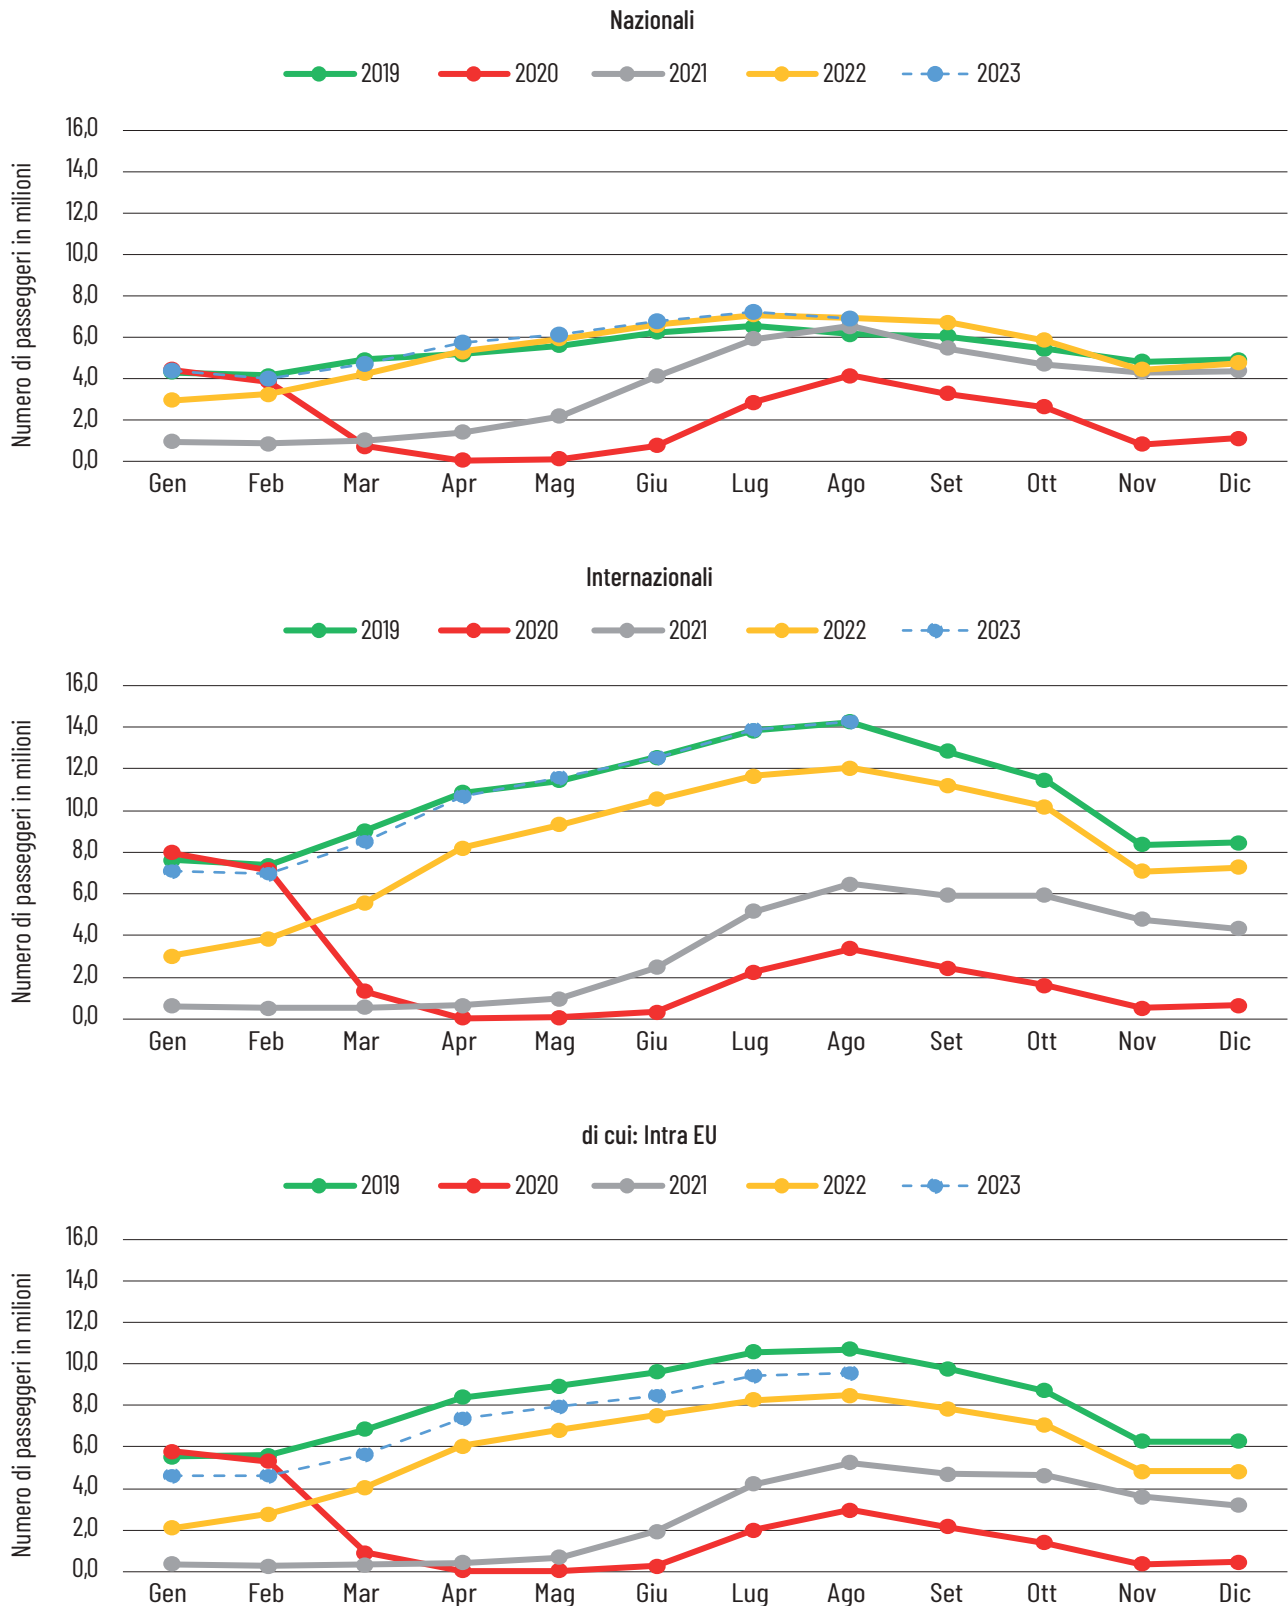 Nazionali
2019 2020 2021 2022 2023
Numero di passeggeri in milioni
16,0
14,0
12,0
10,0
8,0
6,0
4,0
2,0
0,0
Gen Feb Mar Apr Mag Giu Lug Ago Set Ott Nov Dic
Internazionali
2019 2020 2021 2022 2023
Numero di passeggeri in milioni
16,0
14,0
12,0
10,0
8,0
6,0
4,0
2,0
0,0
Gen Feb Mar Apr Mag Giu Lug Ago Set Ott Nov Dic
di cui: Intra EU
2019 2020 2021 2022 2023
Numero di passeggeri in milioni
16,0
14,0
12,0
10,0
8,0
6,0
4,0
2,0
0,0
Gen Feb Mar Apr Mag Giu Lug Ago Set Ott Nov Dic